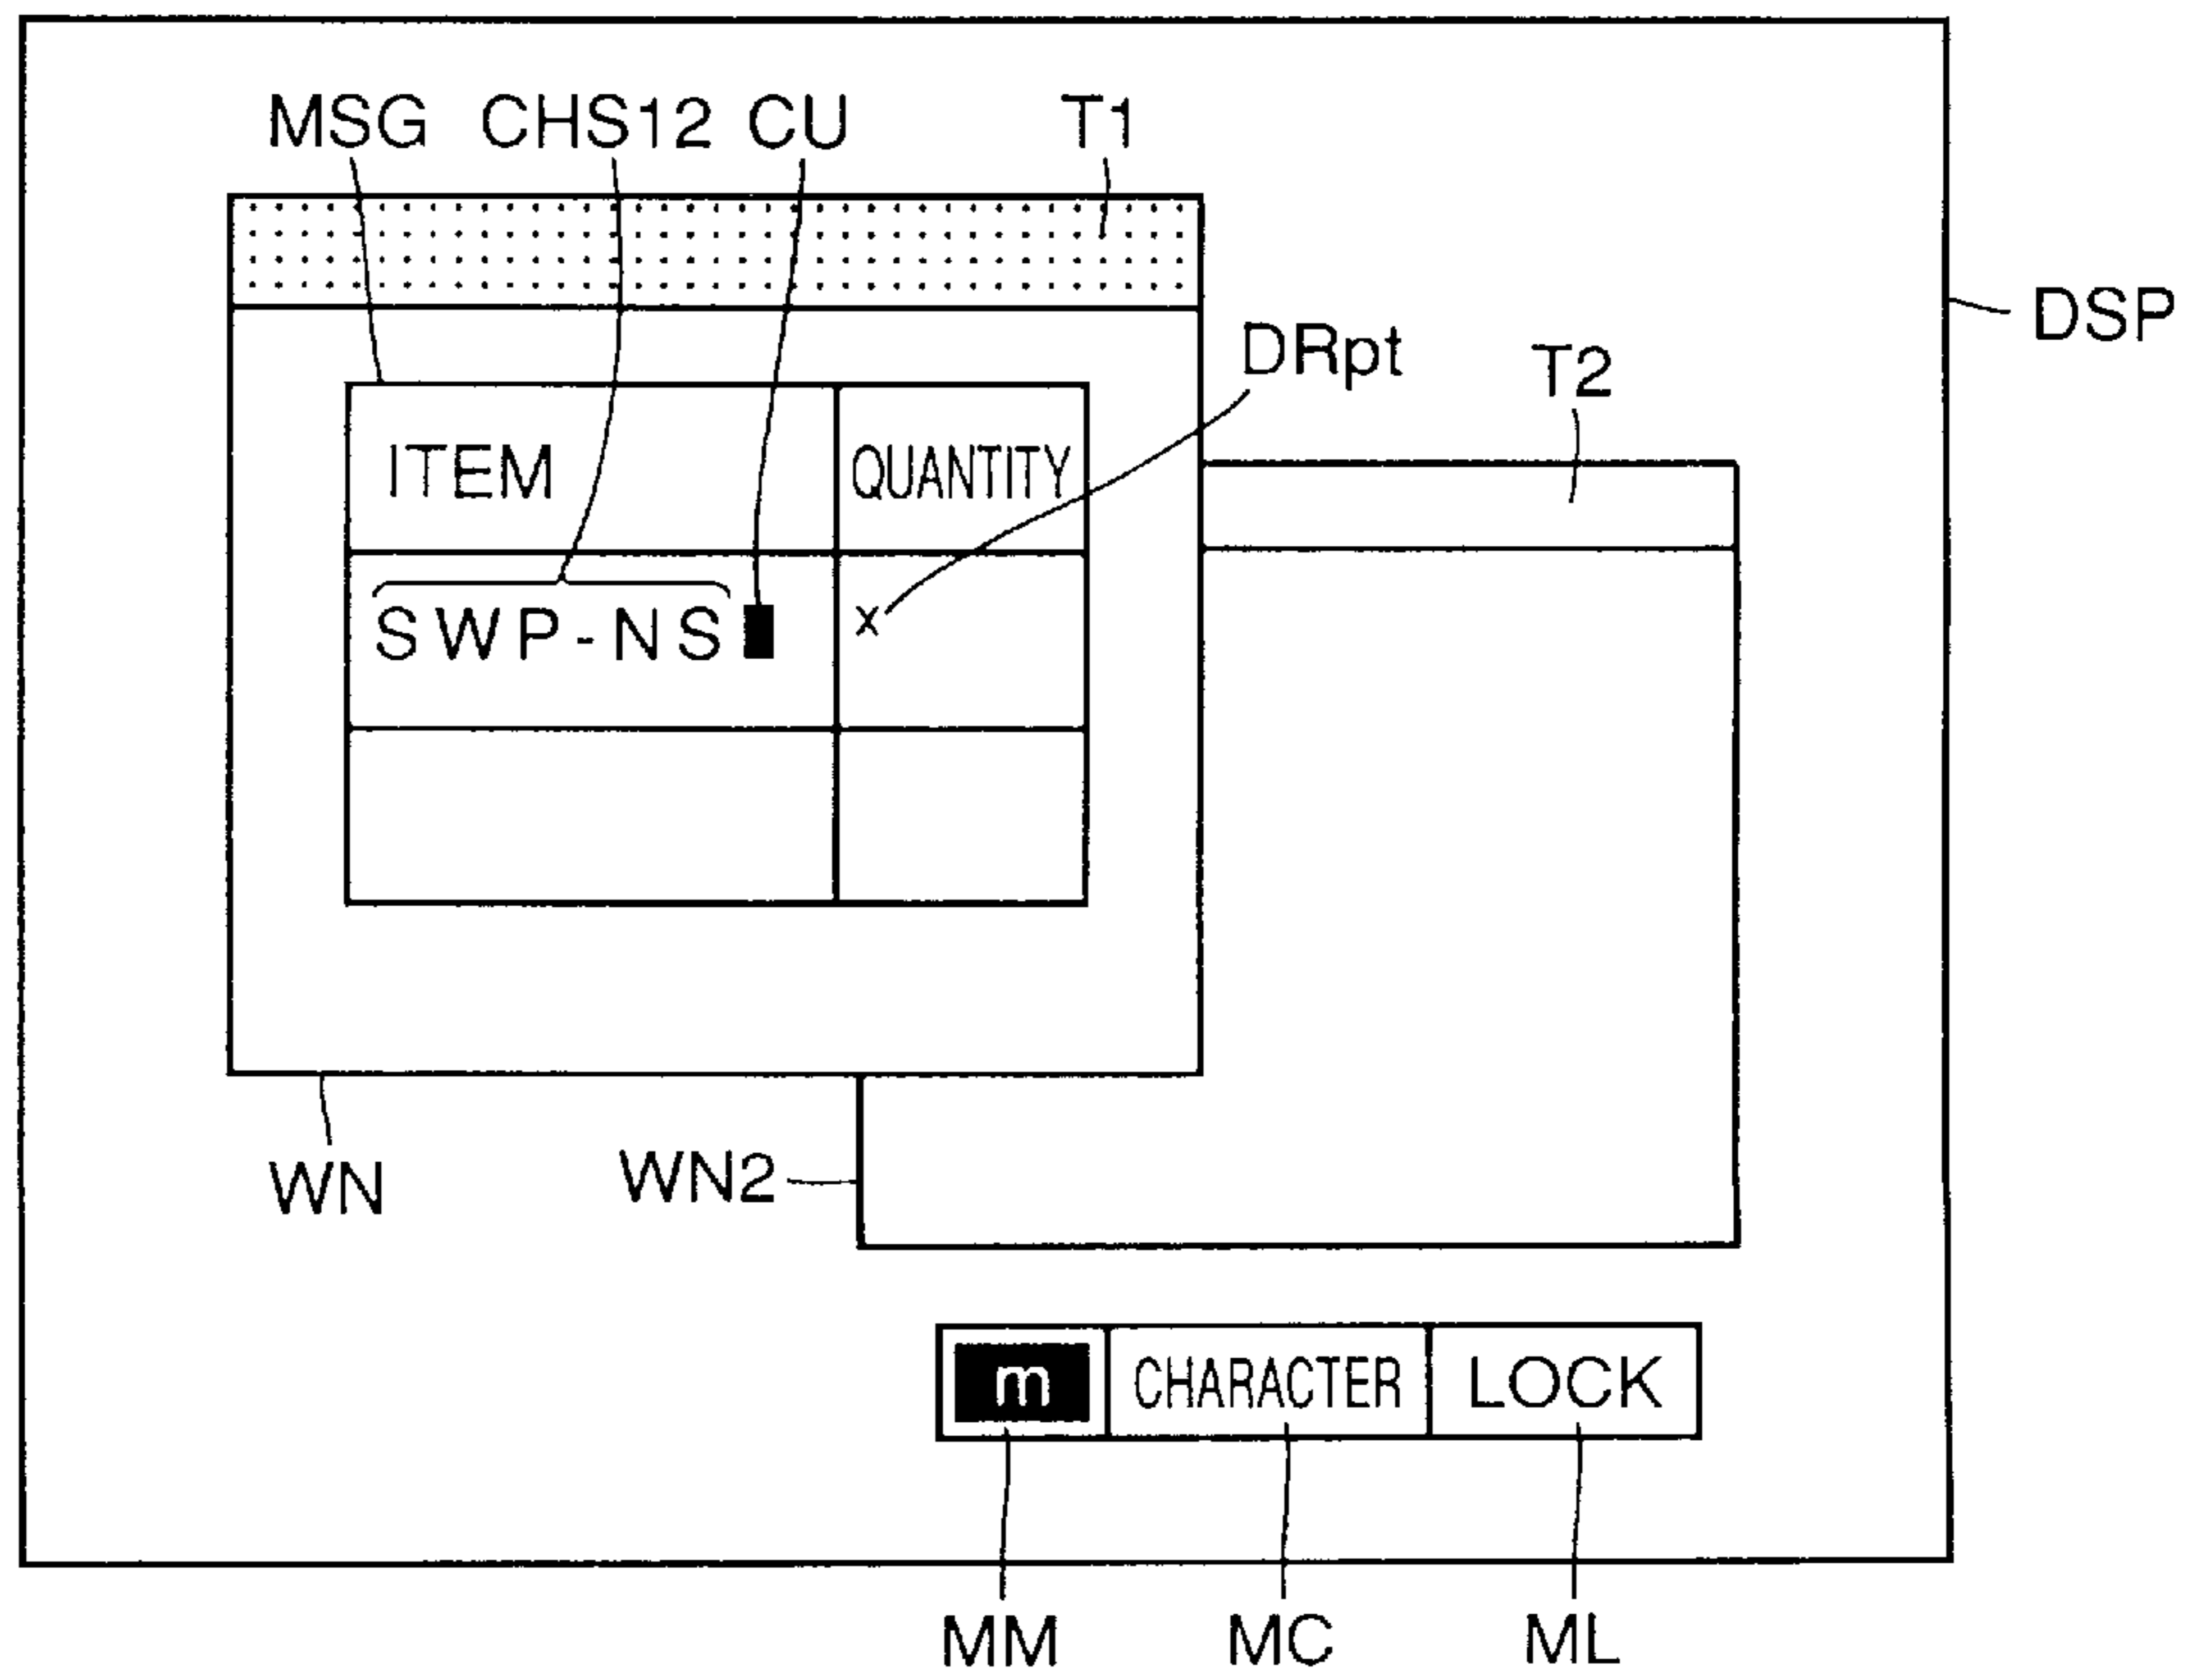 MSG CHS12 CU T1
DSP
DRpt T2
ITEM QUANTITY
SWP-NS x
WN WN2
m CHARACTER LOCK
MM MC ML